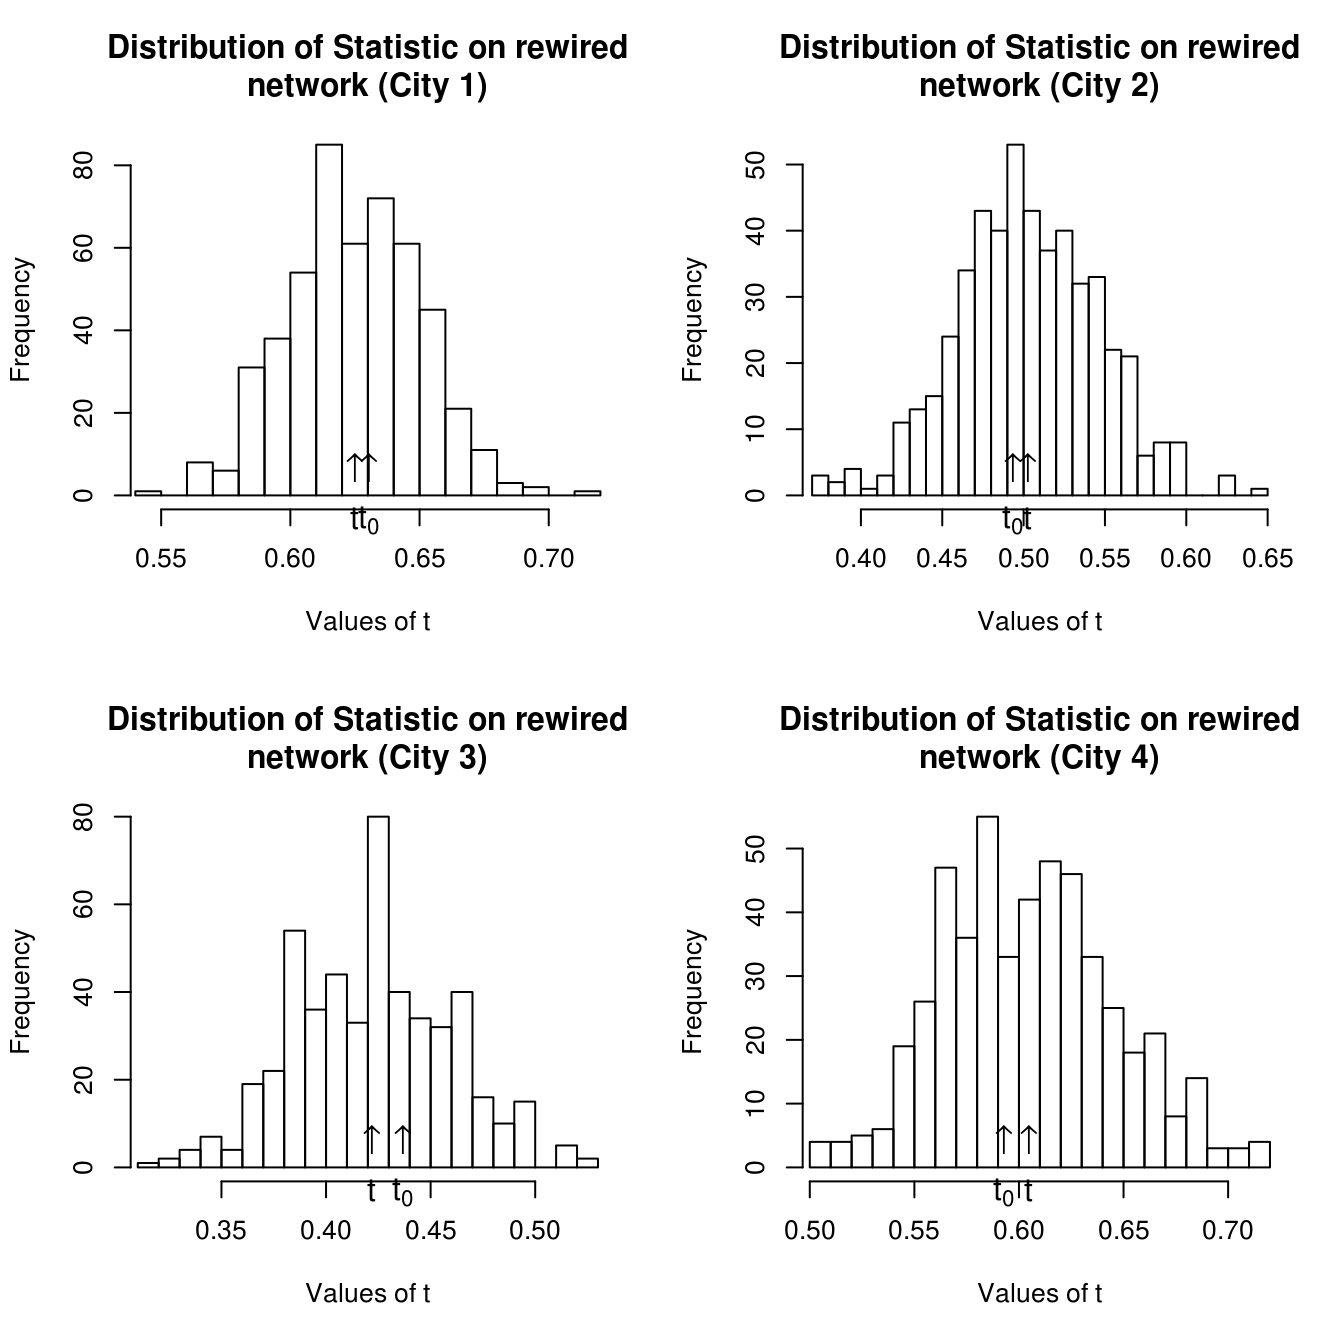 Distribution of Statistic on rewired
network (City 1)
Frequency
0 20 40 60 80
t t0
0.55 0.60 0.65 0.70
Values of t
Distribution of Statistic on rewired
network (City 2)
Frequency
0 10 20 30 40 50
t0 t
0.40 0.45 0.50 0.55 0.60 0.65
Values of t
Distribution of Statistic on rewired
network (City 3)
Frequency
0 20 40 60 80
t t0
0.35 0.40 0.45 0.50
Values of t
Distribution of Statistic on rewired
network (City 4)
Frequency
0 10 20 30 40 50
t0 t
0.50 0.55 0.60 0.65 0.70
Values of t